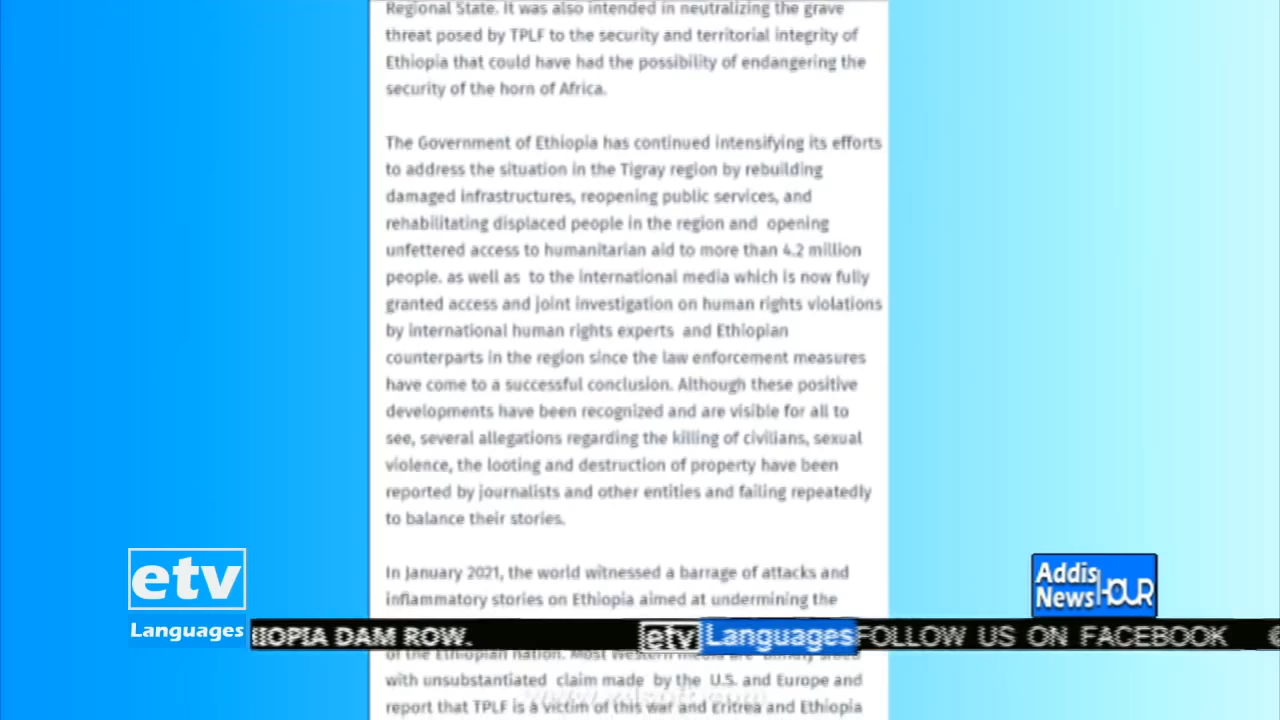 Regional State. It was also intended in neutralizing the grave
threat posed by TPLF to the security and territorial integrity of
Ethiopia that could have had the possibility of endangering the
security of the horn of Africa.
The Government of Ethiopia has continued intensifying its efforts
to address the situation in the Tigray region by rebuilding
damaged infrastructures, reopening public services, and
rehabilitating displaced people in the region and opening
unfettered access to humanitarian aid to more than 4.2 million
people. as well as to the international media which is now fully
granted access and joint investigation on human rights violations
by international human rights experts and Ethiopian
counterparts in the region since the law enforcement measures
have come to a successful conclusion. Although these positive
developments have been recognized and are visible for all to
see, several allegations regarding the killing of civilians, sexual
violence, the looting and destruction of property have been
reported by journalists and other entities and failing repeatedly
to balance their stories.
In January 2021, the world witnessed a barrage of attacks and
inflammatory stories on Ethiopia aimed at undermining the
etv
Languages
Addis
News HOUR
IOPIA DAM ROW.
etv Languages FOLLOW US ON FACEBOOK
of the Ethiopian nation. Most Western media are
with unsubstantiated claim made by the U.S. and Europe and
report that TPLF is a victim of this war and Eritrea and Ethiopia